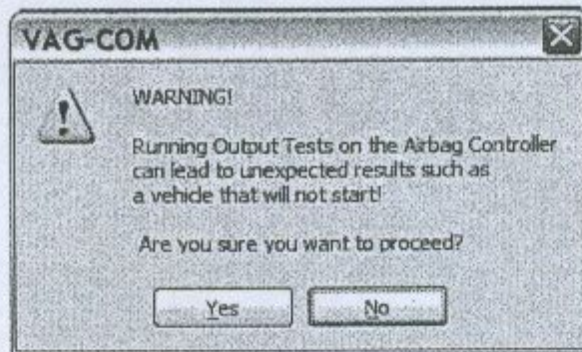 VAG-COM
WARNING!
Running Output Tests on the Airbag Controller
can lead to unexpected results such as
a vehicle that will not start!
Are you sure you want to proceed?
Yes
No